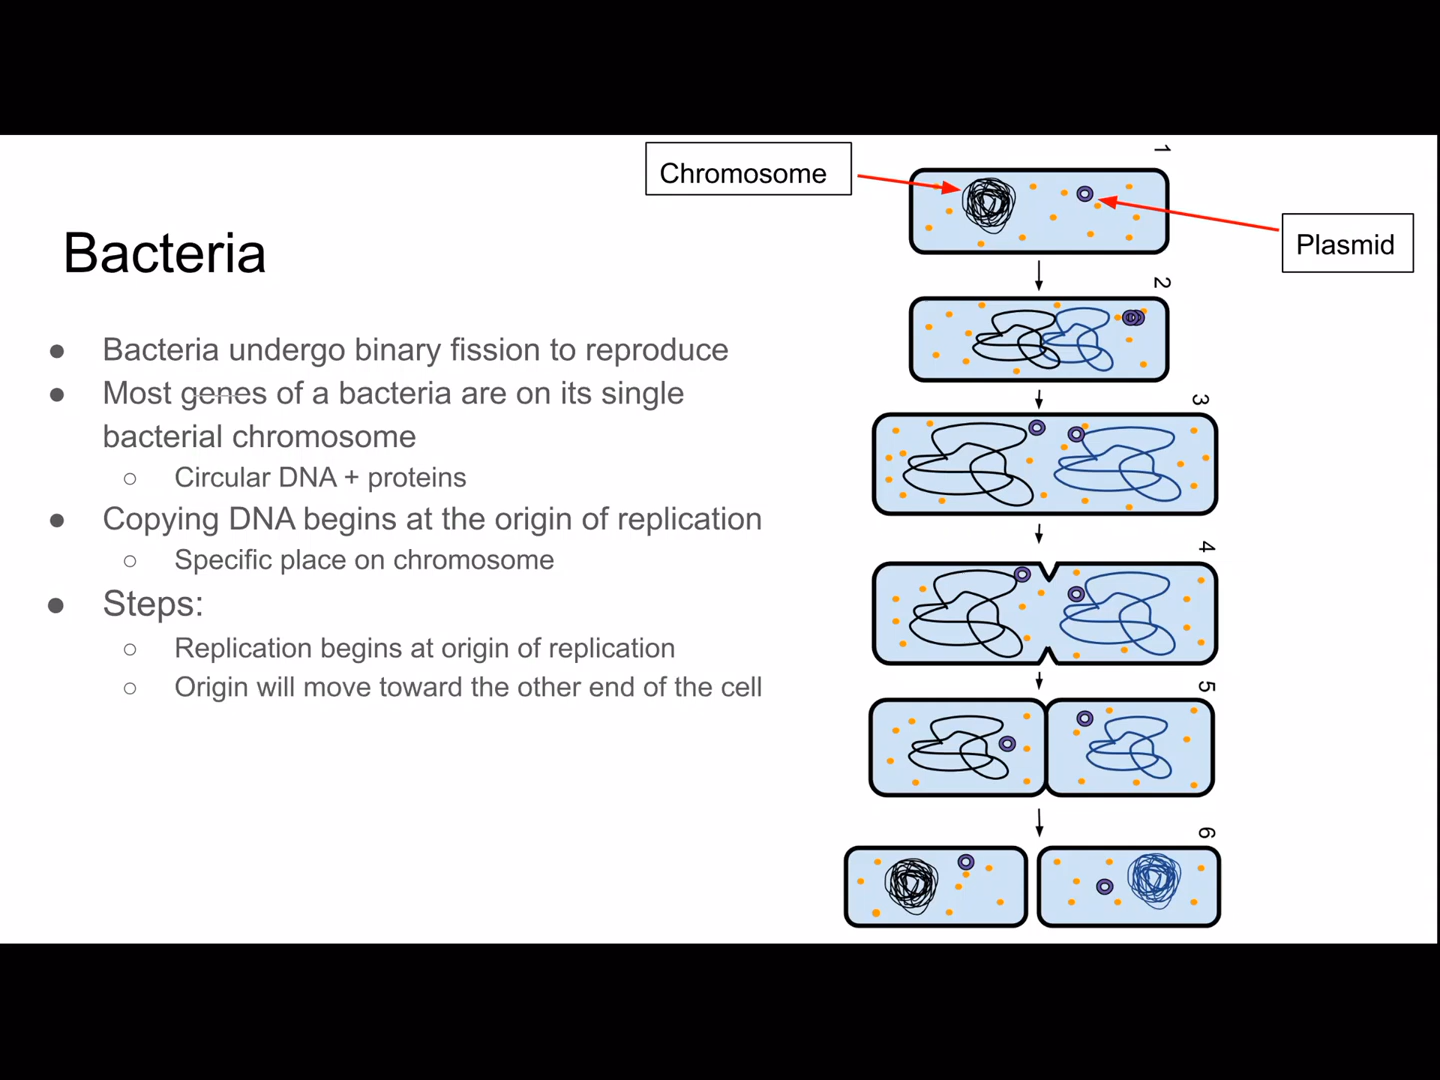 Chromosome
Plasmid
Bacteria
● Bacteria undergo binary fission to reproduce
● Most genes of a bacteria are on its single
bacterial chromosome
○ Circular DNA + proteins
● Copying DNA begins at the origin of replication
○ Specific place on chromosome
● Steps:
○ Replication begins at origin of replication
○ Origin will move toward the other end of the cell
1
2
3
4
5
6